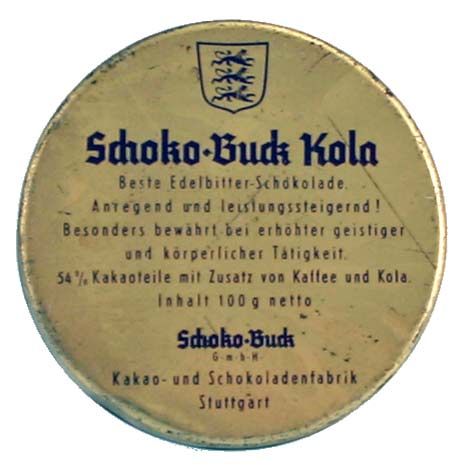 Schoko-Buck Kola
Beste Edelbitter-Schokolade.
Anregend und leistungssteigernd!
Besonders bewährt bei erhöhter geistiger
und körperlicher Tätigkeit.
54 % Kakaoteile mit Zusatz von Kaffee und Kola.
Inhalt 100 g netto
Schoko-Buck
G·m·b·H
Kakao- und Schokoladenfabrik
Stuttgart